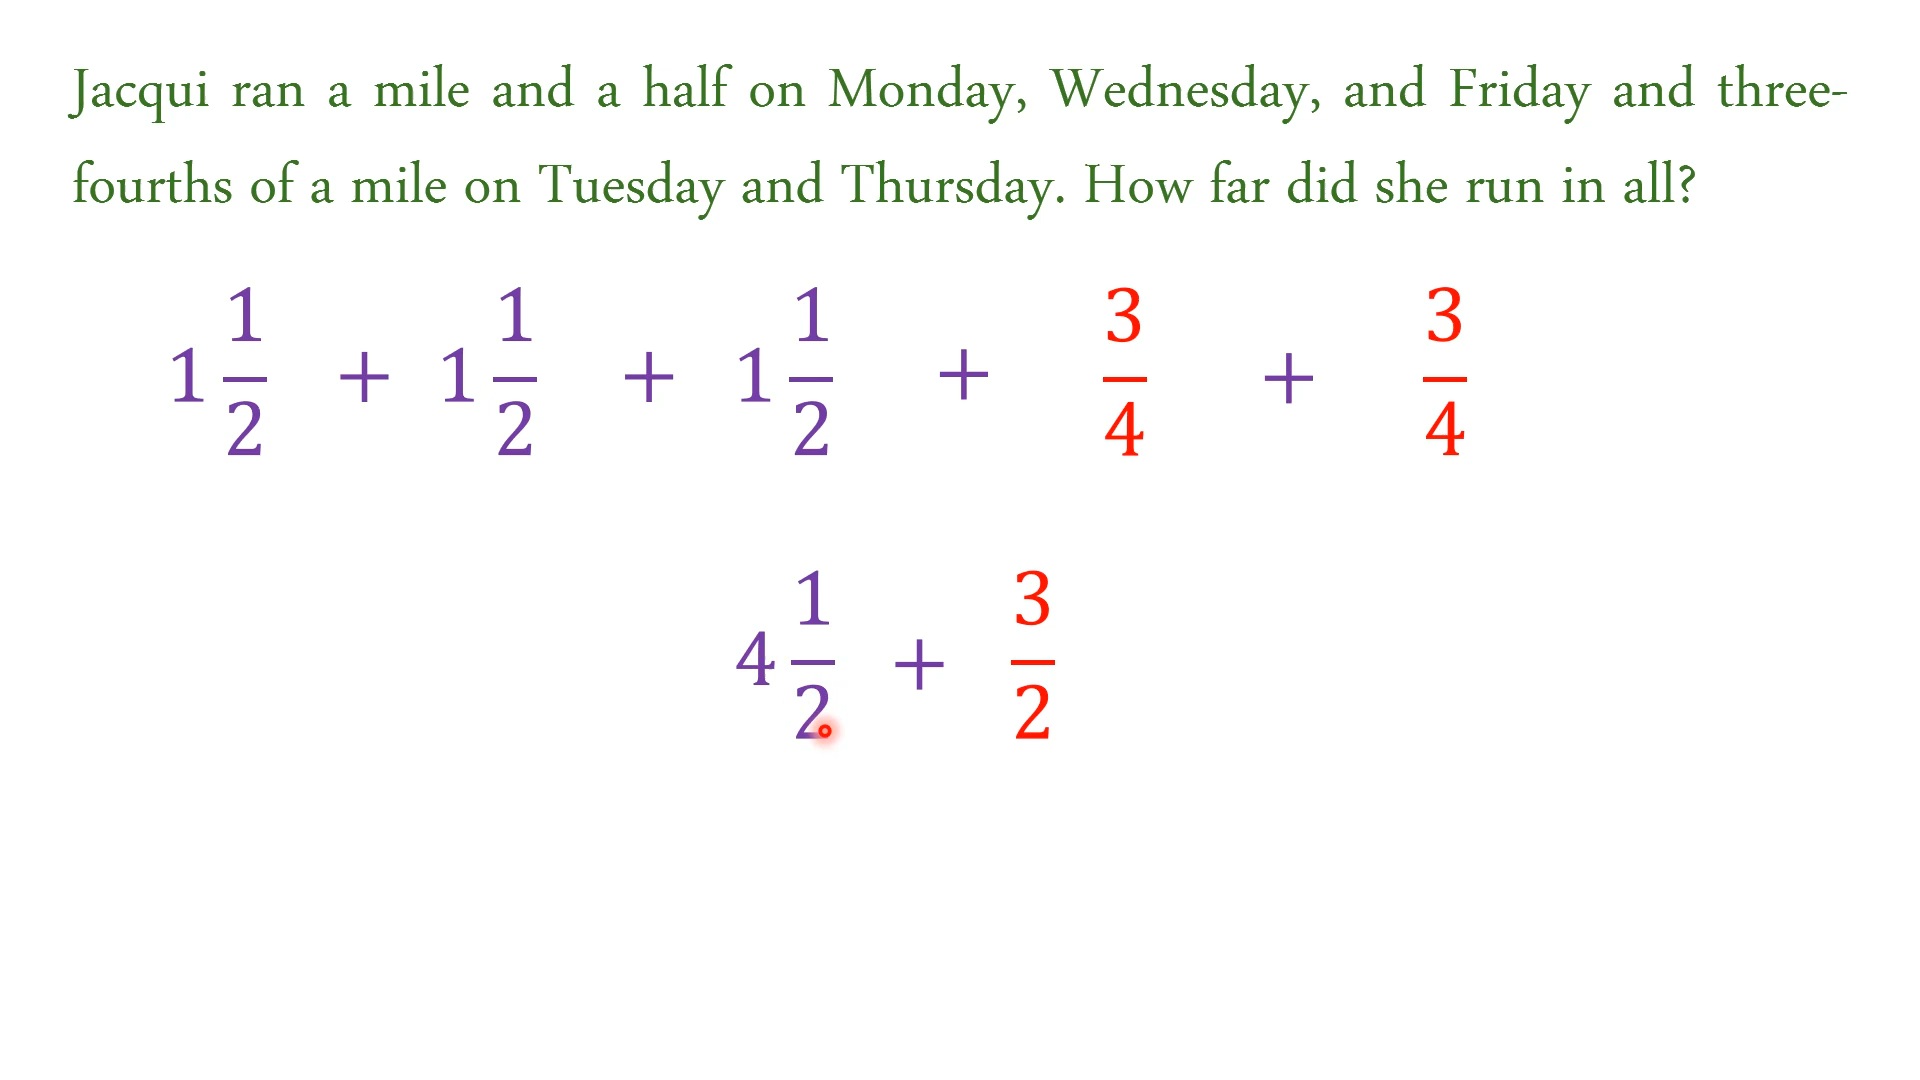 Jacqui ran a mile and a half on Monday, Wednesday, and Friday and three-
fourths of a mile on Tuesday and Thursday. How far did she run in all?
1 1/2 + 1 1/2 + 1 1/2 + 3/4 + 3/4
4 1/2 + 3/2